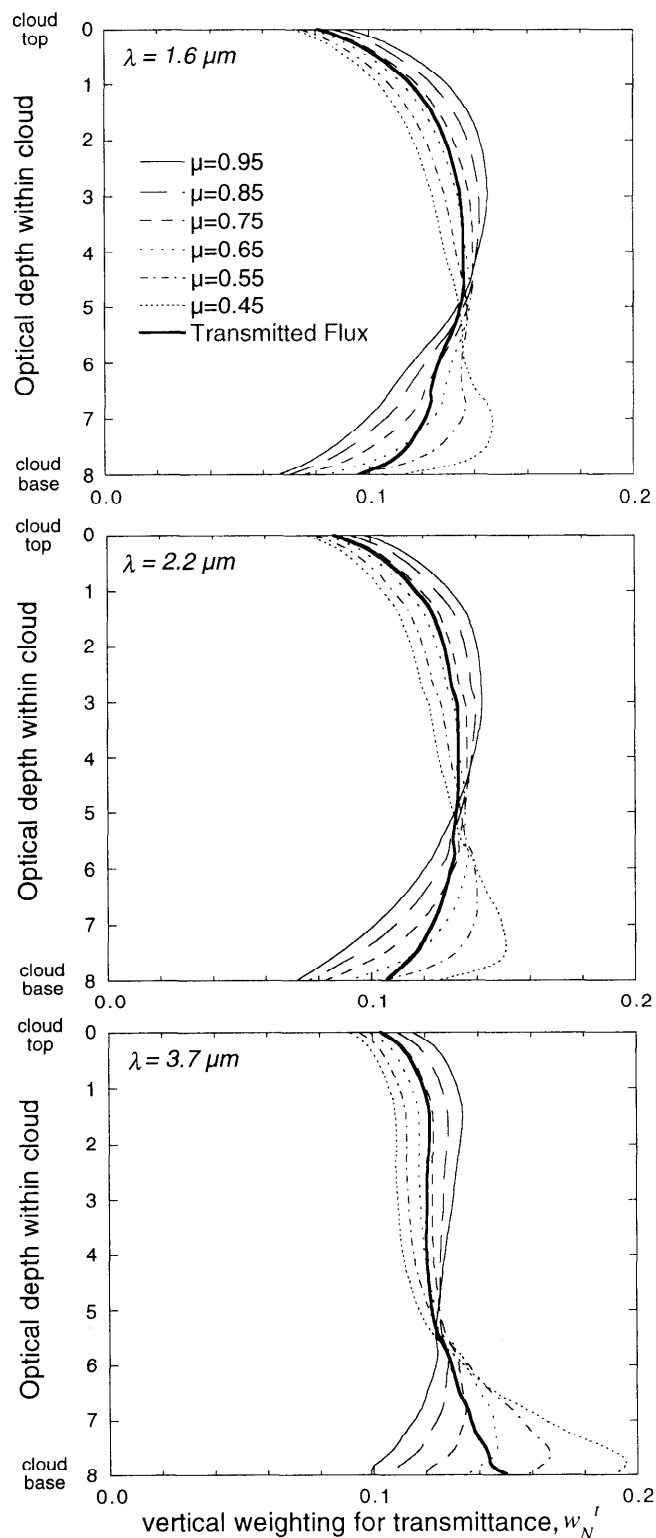 cloud
top
0
1
2
3
4
5
6
7
8
cloud
base
Optical depth within cloud
λ = 1.6 µm
µ=0.95
µ=0.85
µ=0.75
µ=0.65
µ=0.55
µ=0.45
Transmitted Flux
0.0
0.1
0.2
cloud
top
0
1
2
3
4
5
6
7
8
cloud
base
Optical depth within cloud
λ = 2.2 µm
0.0
0.1
0.2
cloud
top
0
1
2
3
4
5
6
7
8
cloud
base
Optical depth within cloud
λ = 3.7 µm
0.0
0.1
0.2
vertical weighting for transmittance, w_N^t